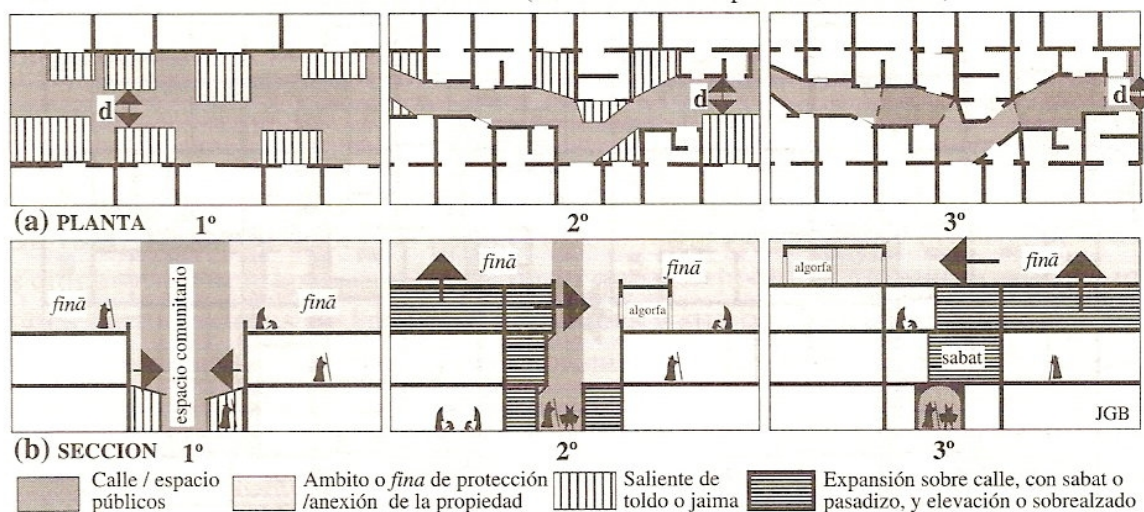 d
d
d
(a) PLANTA 1º 2º 3º
finā
finā
espacio comunitario
finā
finā
algorfa
algorfa
finā
sabat
JGB
(b) SECCION 1º 2º 3º
Calle / espacio
públicos
Ambito o fina de protección
/anexión de la propiedad
Saliente de
toldo o jaima
Expansión sobre calle, con sabat o
pasadizo, y elevación o sobrealzado